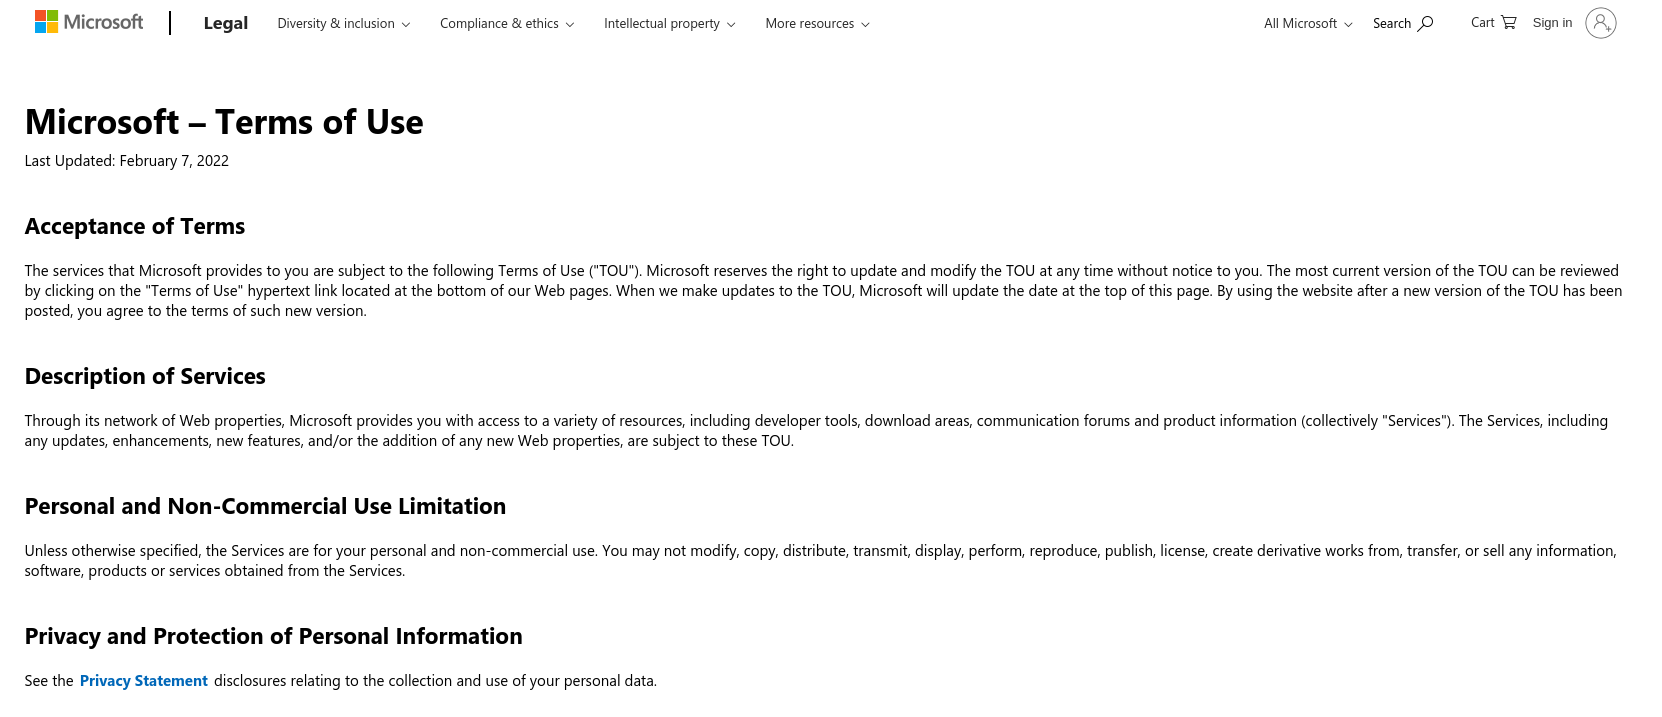 Microsoft Legal Diversity & inclusion Compliance & ethics Intellectual property More resources All Microsoft Search Cart Sign in
Microsoft – Terms of Use
Last Updated: February 7, 2022
Acceptance of Terms
The services that Microsoft provides to you are subject to the following Terms of Use ("TOU"). Microsoft reserves the right to update and modify the TOU at any time without notice to you. The most current version of the TOU can be reviewed
by clicking on the "Terms of Use" hypertext link located at the bottom of our Web pages. When we make updates to the TOU, Microsoft will update the date at the top of this page. By using the website after a new version of the TOU has been
posted, you agree to the terms of such new version.
Description of Services
Through its network of Web properties, Microsoft provides you with access to a variety of resources, including developer tools, download areas, communication forums and product information (collectively "Services"). The Services, including
any updates, enhancements, new features, and/or the addition of any new Web properties, are subject to these TOU.
Personal and Non-Commercial Use Limitation
Unless otherwise specified, the Services are for your personal and non-commercial use. You may not modify, copy, distribute, transmit, display, perform, reproduce, publish, license, create derivative works from, transfer, or sell any information,
software, products or services obtained from the Services.
Privacy and Protection of Personal Information
See the Privacy Statement disclosures relating to the collection and use of your personal data.